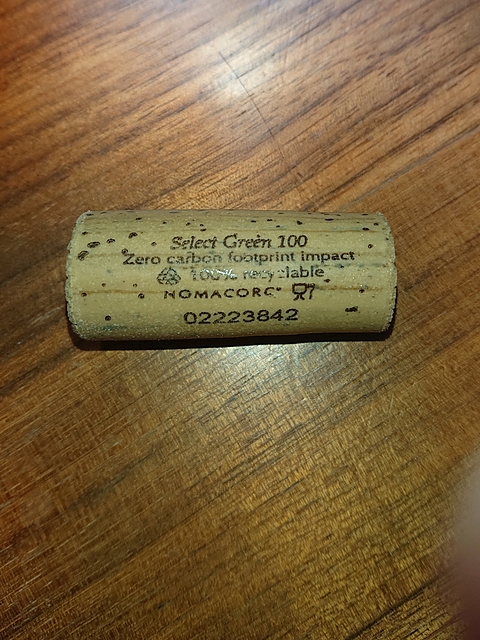 Select Green 100
Zero carbon footprint impact
100% recyclable
NOMACORC®
02223842